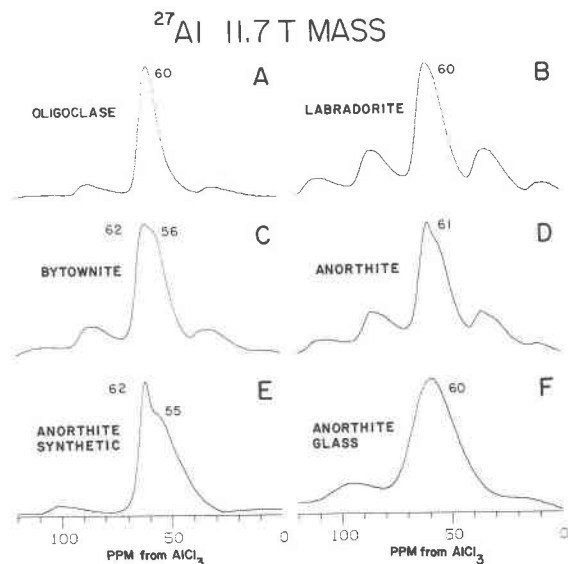 27Al 11.7 T MASS
60 A
OLIGOCLASE
60 B
LABRADORITE
62 56 C
BYTOWNITE
61 D
ANORTHITE
62 55 E
ANORTHITE
SYNTHETIC
60 F
ANORTHITE
GLASS
100 50 0
PPM from AlCl3
100 50 0
PPM from AlCl3